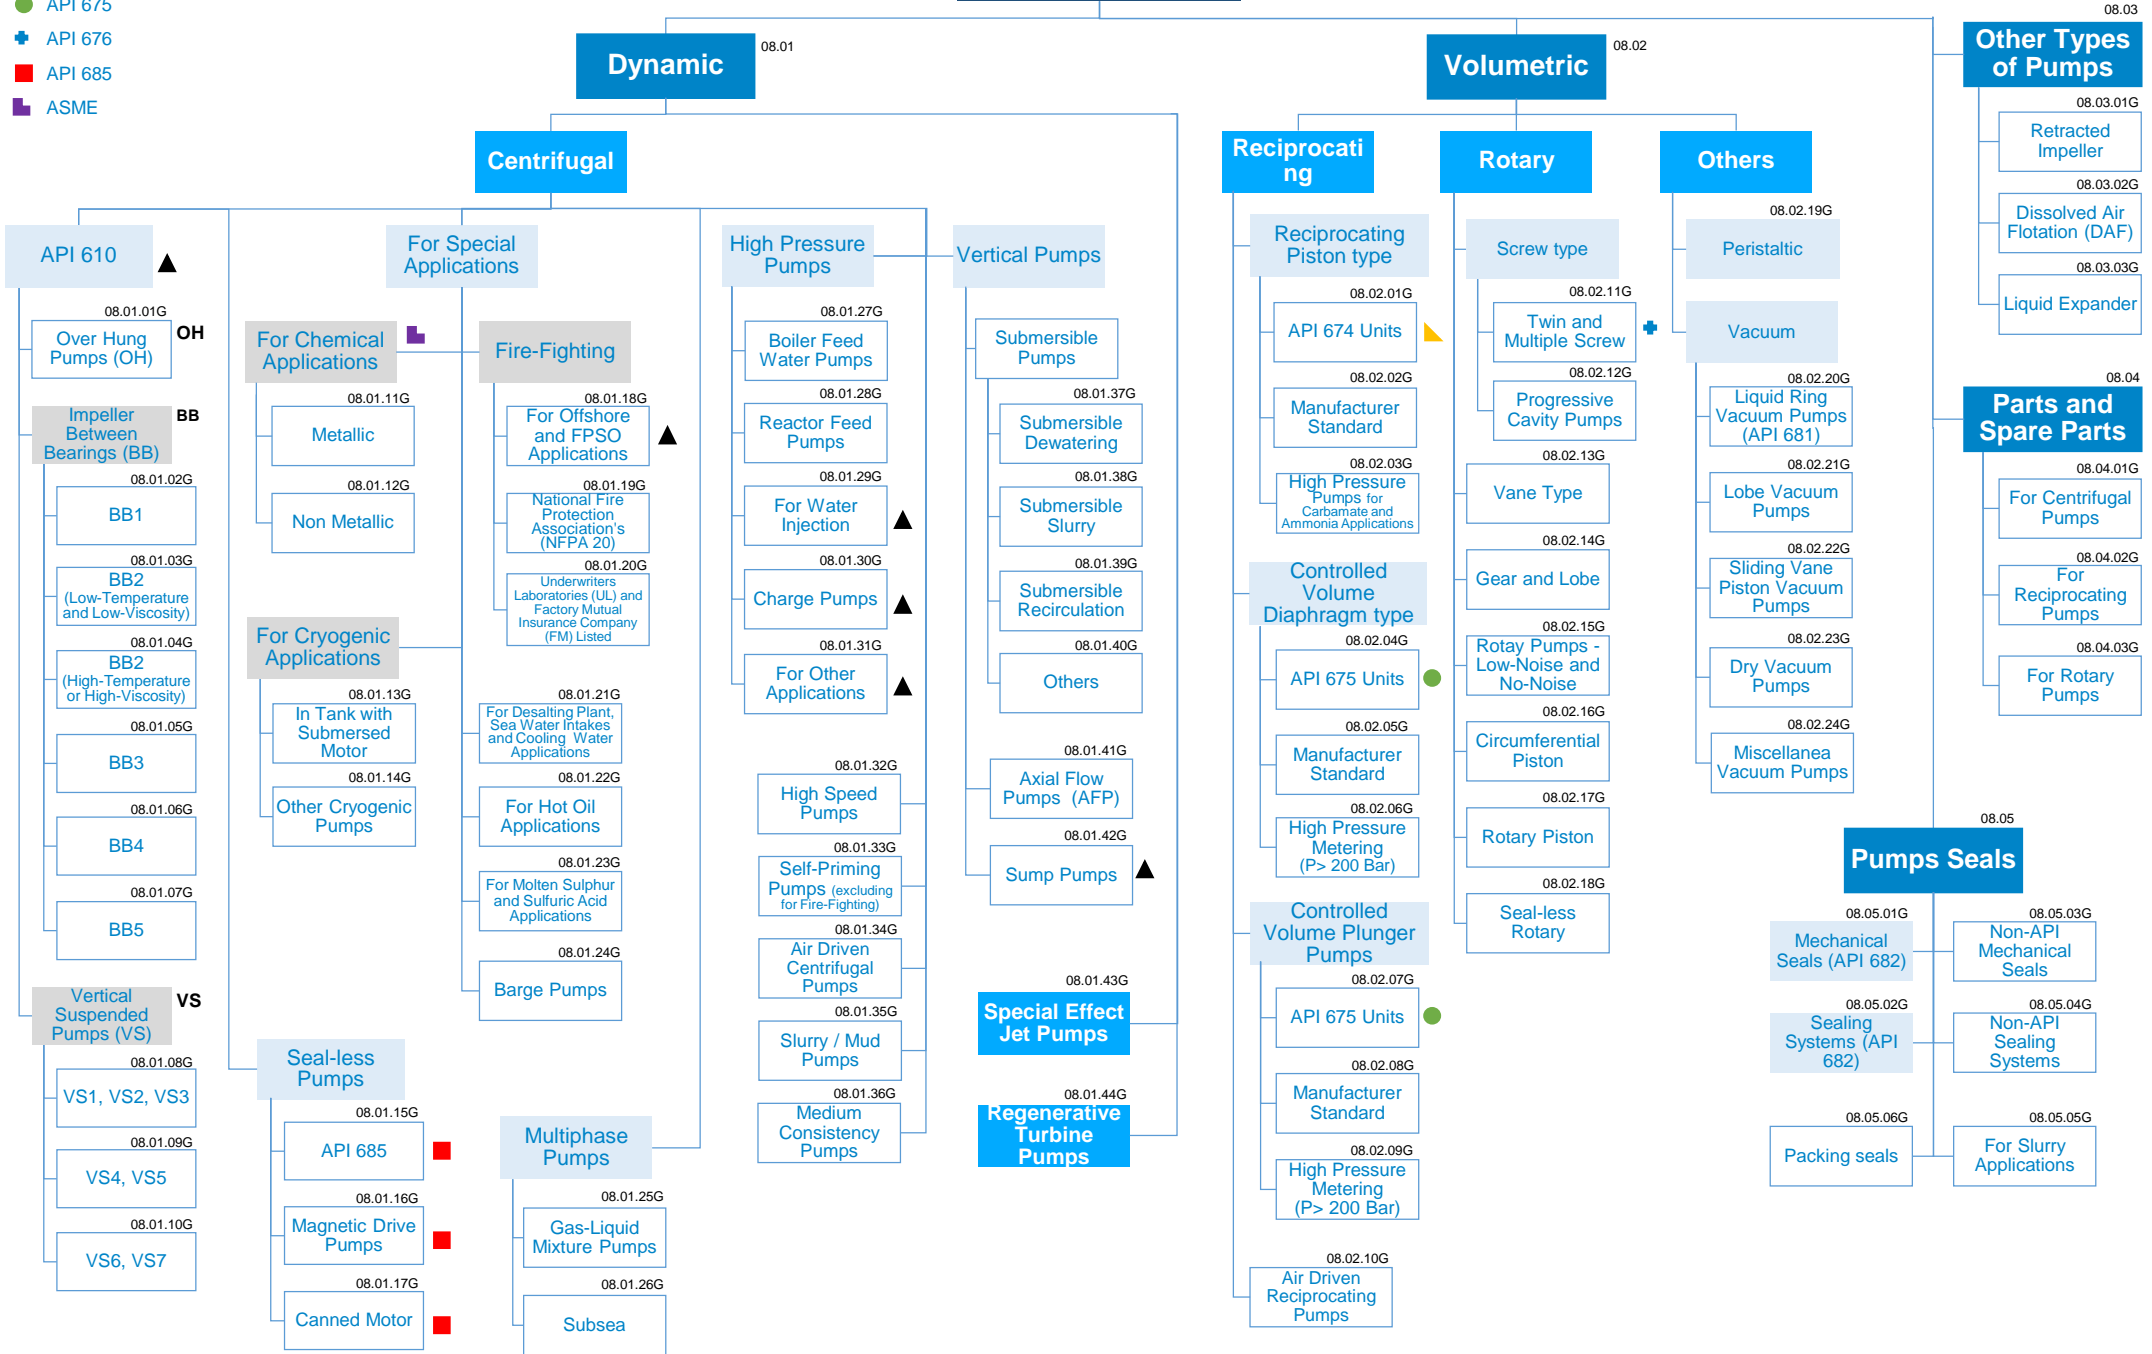 API 675
API 676
API 685
ASME
Dynamic
08.01
Centrifugal
API 610
08.01.01G
Over Hung
Pumps (OH)
OH
Impeller
Between
Bearings (BB)
BB
08.01.02G
BB1
08.01.03G
BB2
(Low-Temperature
and Low-Viscosity)
08.01.04G
BB2
(High-Temperature
or High-Viscosity)
08.01.05G
BB3
08.01.06G
BB4
08.01.07G
BB5
Vertical
Suspended
Pumps (VS)
VS
08.01.08G
VS1, VS2, VS3
08.01.09G
VS4, VS5
08.01.10G
VS6, VS7
For Special
Applications
For Chemical
Applications
08.01.11G
Metallic
08.01.12G
Non Metallic
For Cryogenic
Applications
08.01.13G
In Tank with
Submersed
Motor
08.01.14G
Other Cryogenic
Pumps
Seal-less
Pumps
08.01.15G
API 685
08.01.16G
Magnetic Drive
Pumps
08.01.17G
Canned Motor
Fire-Fighting
08.01.18G
For Offshore
and FPSO
Applications
08.01.19G
National Fire
Protection
Association's
(NFPA 20)
08.01.20G
Underwriters
Laboratories (UL) and
Factory Mutual
Insurance Company
(FM) Listed
08.01.21G
For Desalting Plant,
Sea Water Intakes
and Cooling Water
Applications
08.01.22G
For Hot Oil
Applications
08.01.23G
For Molten Sulphur
and Sulfuric Acid
Applications
08.01.24G
Barge Pumps
Multiphase
Pumps
08.01.25G
Gas-Liquid
Mixture Pumps
08.01.26G
Subsea
High Pressure
Pumps
08.01.27G
Boiler Feed
Water Pumps
08.01.28G
Reactor Feed
Pumps
08.01.29G
For Water
Injection
08.01.30G
Charge Pumps
08.01.31G
For Other
Applications
08.01.32G
High Speed
Pumps
08.01.33G
Self-Priming
Pumps (excluding
for Fire-Fighting)
08.01.34G
Air Driven
Centrifugal
Pumps
08.01.35G
Slurry / Mud
Pumps
08.01.36G
Medium
Consistency
Pumps
Vertical Pumps
Submersible
Pumps
08.01.37G
Submersible
Dewatering
08.01.38G
Submersible
Slurry
08.01.39G
Submersible
Recirculation
08.01.40G
Others
08.01.41G
Axial Flow
Pumps (AFP)
08.01.42G
Sump Pumps
08.01.43G
Special Effect
Jet Pumps
08.01.44G
Regenerative
Turbine
Pumps
Volumetric
08.02
Reciprocati
ng
Reciprocating
Piston type
08.02.01G
API 674 Units
08.02.02G
Manufacturer
Standard
08.02.03G
High Pressure
Pumps for
Carbamate and
Ammonia Applications
Controlled
Volume
Diaphragm type
08.02.04G
API 675 Units
08.02.05G
Manufacturer
Standard
08.02.06G
High Pressure
Metering
(P> 200 Bar)
Controlled
Volume Plunger
Pumps
08.02.07G
API 675 Units
08.02.08G
Manufacturer
Standard
08.02.09G
High Pressure
Metering
(P> 200 Bar)
08.02.10G
Air Driven
Reciprocating
Pumps
Rotary
Screw type
08.02.11G
Twin and
Multiple Screw
08.02.12G
Progressive
Cavity Pumps
08.02.13G
Vane Type
08.02.14G
Gear and Lobe
08.02.15G
Rotay Pumps -
Low-Noise and
No-Noise
08.02.16G
Circumferential
Piston
08.02.17G
Rotary Piston
08.02.18G
Seal-less
Rotary
Others
08.02.19G
Peristaltic
Vacuum
08.02.20G
Liquid Ring
Vacuum Pumps
(API 681)
08.02.21G
Lobe Vacuum
Pumps
08.02.22G
Sliding Vane
Piston Vacuum
Pumps
08.02.23G
Dry Vacuum
Pumps
08.02.24G
Miscellanea
Vacuum Pumps
08.03
Other Types
of Pumps
08.03.01G
Retracted
Impeller
08.03.02G
Dissolved Air
Flotation (DAF)
08.03.03G
Liquid Expander
08.04
Parts and
Spare Parts
08.04.01G
For Centrifugal
Pumps
08.04.02G
For
Reciprocating
Pumps
08.04.03G
For Rotary
Pumps
08.05
Pumps Seals
08.05.01G
Mechanical
Seals (API 682)
08.05.03G
Non-API
Mechanical
Seals
08.05.02G
Sealing
Systems (API
682)
08.05.04G
Non-API
Sealing
Systems
08.05.06G
Packing seals
08.05.05G
For Slurry
Applications